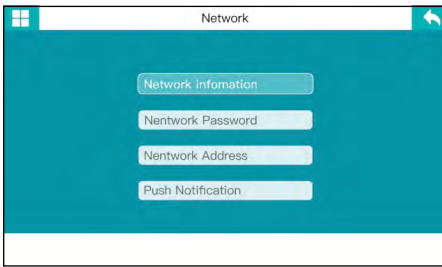 Network
Network infomation
Nentwork Password
Nentwork Address
Push Notification